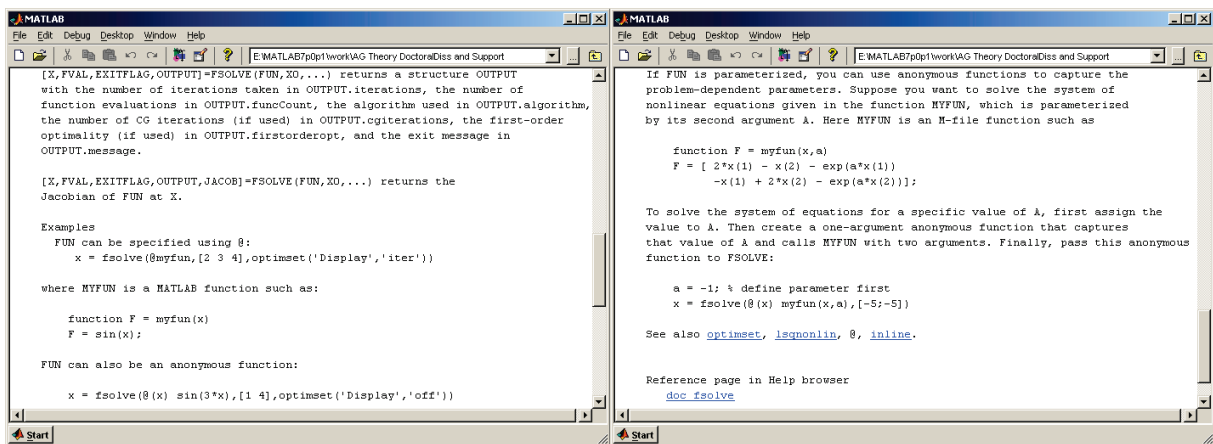 MATLAB
File Edit Debug Desktop Window Help
E:\MATLAB7p0p1\work\AG Theory DoctoralDiss and Support
[X,FVAL,EXITFLAG,OUTPUT]=FSOLVE(FUN,X0,...) returns a structure OUTPUT
with the number of iterations taken in OUTPUT.iterations, the number of
function evaluations in OUTPUT.funcCount, the algorithm used in OUTPUT.algorithm,
the number of CG iterations (if used) in OUTPUT.cgiterations, the first-order
optimality (if used) in OUTPUT.firstorderopt, and the exit message in
OUTPUT.message.
[X,FVAL,EXITFLAG,OUTPUT,JACOB]=FSOLVE(FUN,X0,...) returns the
Jacobian of FUN at X.
Examples
FUN can be specified using @:
x = fsolve(@myfun,[2 3 4],optimset('Display','iter'))
where MYFUN is a MATLAB function such as:
function F = myfun(x)
F = sin(x);
FUN can also be an anonymous function:
x = fsolve(@(x) sin(3*x),[1 4],optimset('Display','off'))
Start
MATLAB
File Edit Debug Desktop Window Help
E:\MATLAB7p0p1\work\AG Theory DoctoralDiss and Support
If FUN is parameterized, you can use anonymous functions to capture the
problem-dependent parameters. Suppose you want to solve the system of
nonlinear equations given in the function MYFUN, which is parameterized
by its second argument A. Here MYFUN is an M-file function such as
function F = myfun(x,a)
F = [ 2*x(1) - x(2) - exp(a*x(1))
-x(1) + 2*x(2) - exp(a*x(2))];
To solve the system of equations for a specific value of A, first assign the
value to A. Then create a one-argument anonymous function that captures
that value of A and calls MYFUN with two arguments. Finally, pass this anonymous
function to FSOLVE:
a = -1; % define parameter first
x = fsolve(@(x) myfun(x,a),[-5;-5])
See also optimset, lsqnonlin, @, inline.
Reference page in Help browser
doc fsolve
Start